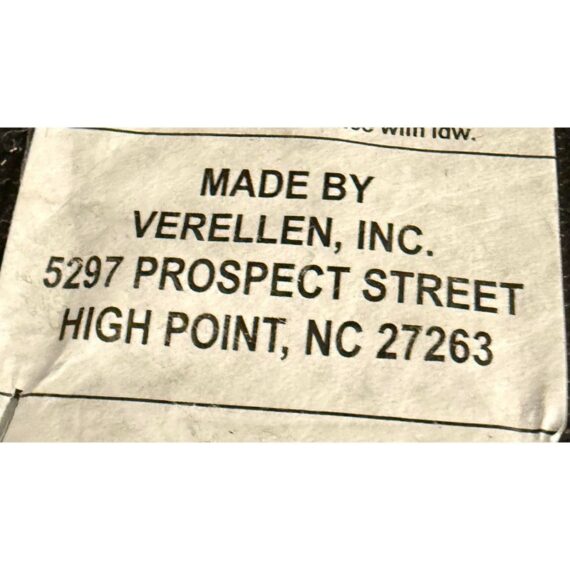 with law.
MADE BY
VERELLEN, INC.
5297 PROSPECT STREET
HIGH POINT, NC 27263